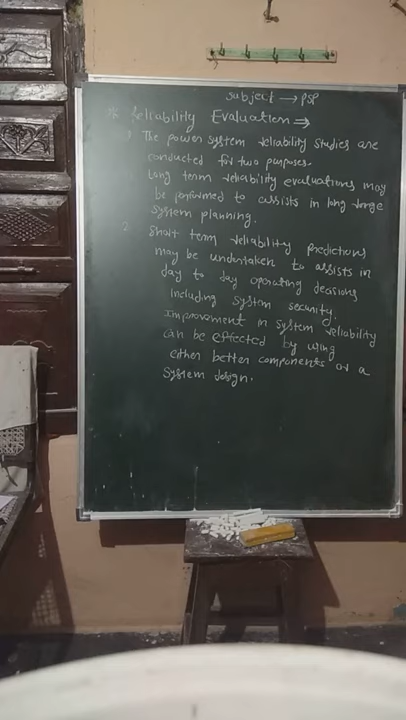 Subject → PSP
* Reliability Evaluation ⇒
1 The power system reliability studies are
conducted for two purposes.
Long term reliability evaluations may
be performed to assists in long range
system planning.
2. Short term reliability predictions
may be undertaken to assists in
day to day operating decisions
including system security.
improvement in system reliability
can be effected by using
either better components or a
system design.